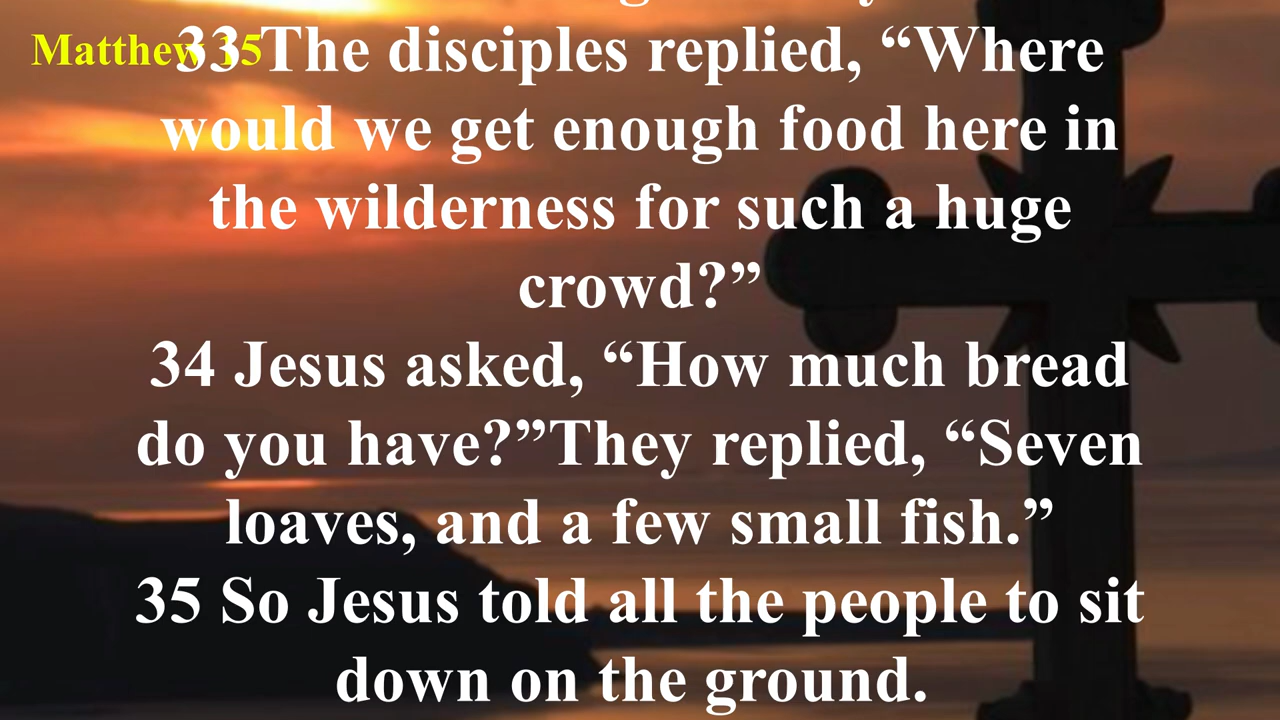 Matthew 15
33 The disciples replied, “Where
would we get enough food here in
the wilderness for such a huge
crowd?”
34 Jesus asked, “How much bread
do you have?”They replied, “Seven
loaves, and a few small fish.”
35 So Jesus told all the people to sit
down on the ground.